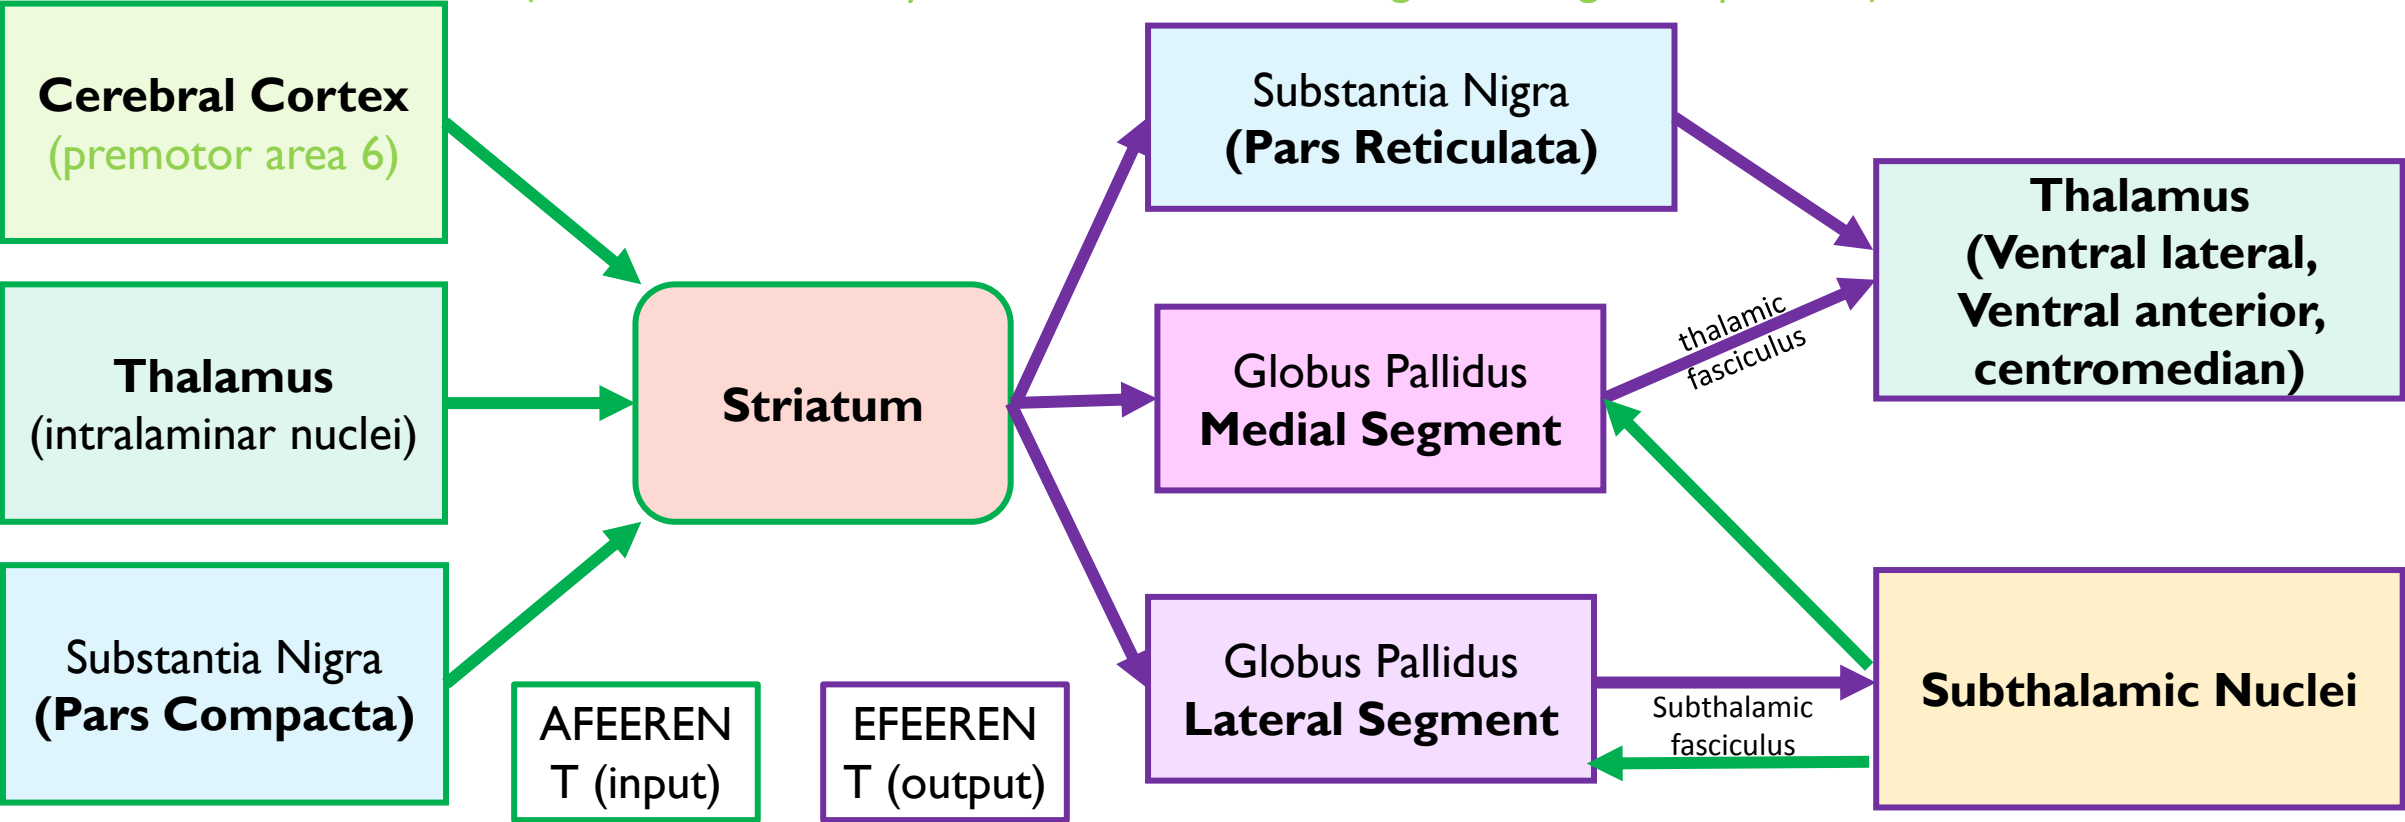 Cerebral Cortex
(premotor area 6)
Thalamus
(intralaminar nuclei)
Substantia Nigra
(Pars Compacta)
AFEEREN
T (input)
EFEEREN
T (output)
Striatum
Substantia Nigra
(Pars Reticulata)
Globus Pallidus
Medial Segment
Globus Pallidus
Lateral Segment
thalamic
fasciculus
Subthalamic
fasciculus
Thalamus
(Ventral lateral,
Ventral anterior,
centromedian)
Subthalamic Nuclei